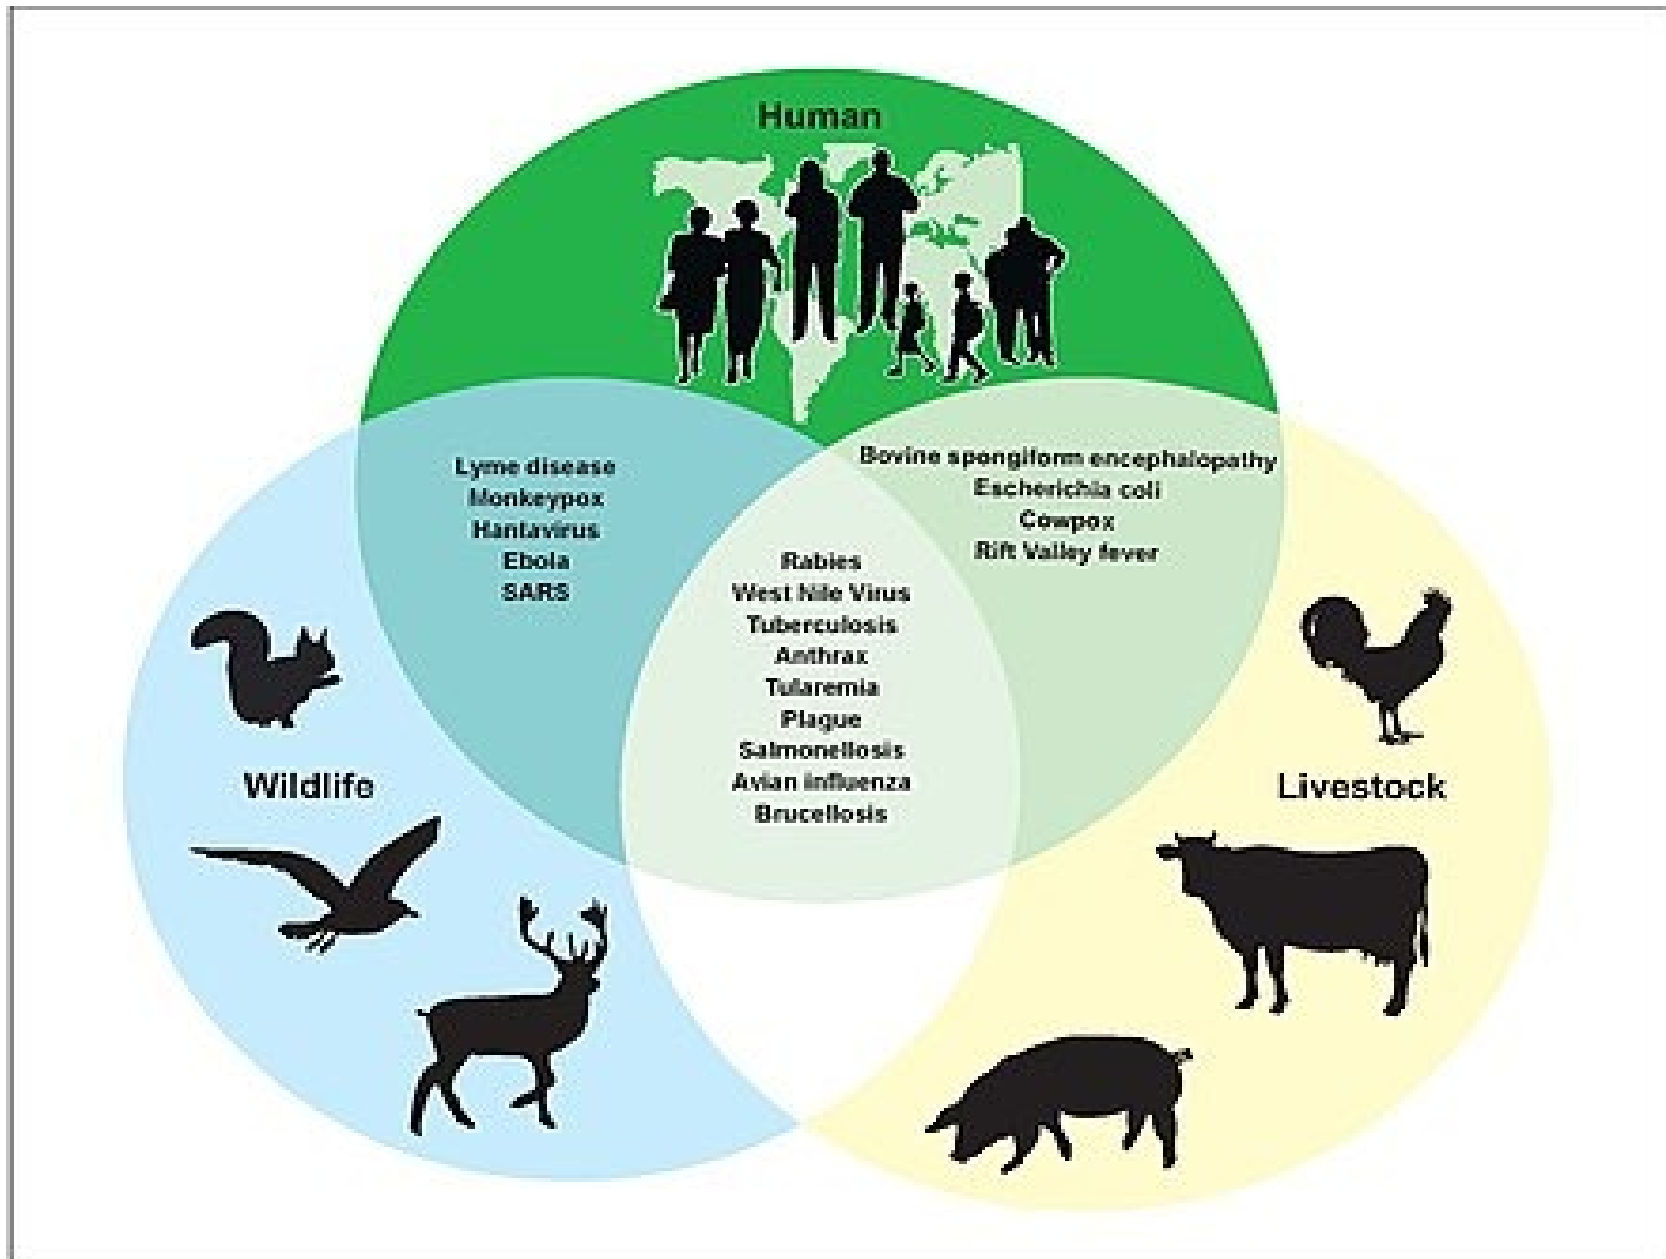 Human
Lyme disease
Monkeypox
Hantavirus
Ebola
SARS
Bovine spongiform encephalopathy
Escherichia coli
Cowpox
Rift Valley fever
Rabies
West Nile Virus
Tuberculosis
Anthrax
Tularemia
Plague
Salmonellosis
Avian influenza
Brucellosis
Wildlife
Livestock